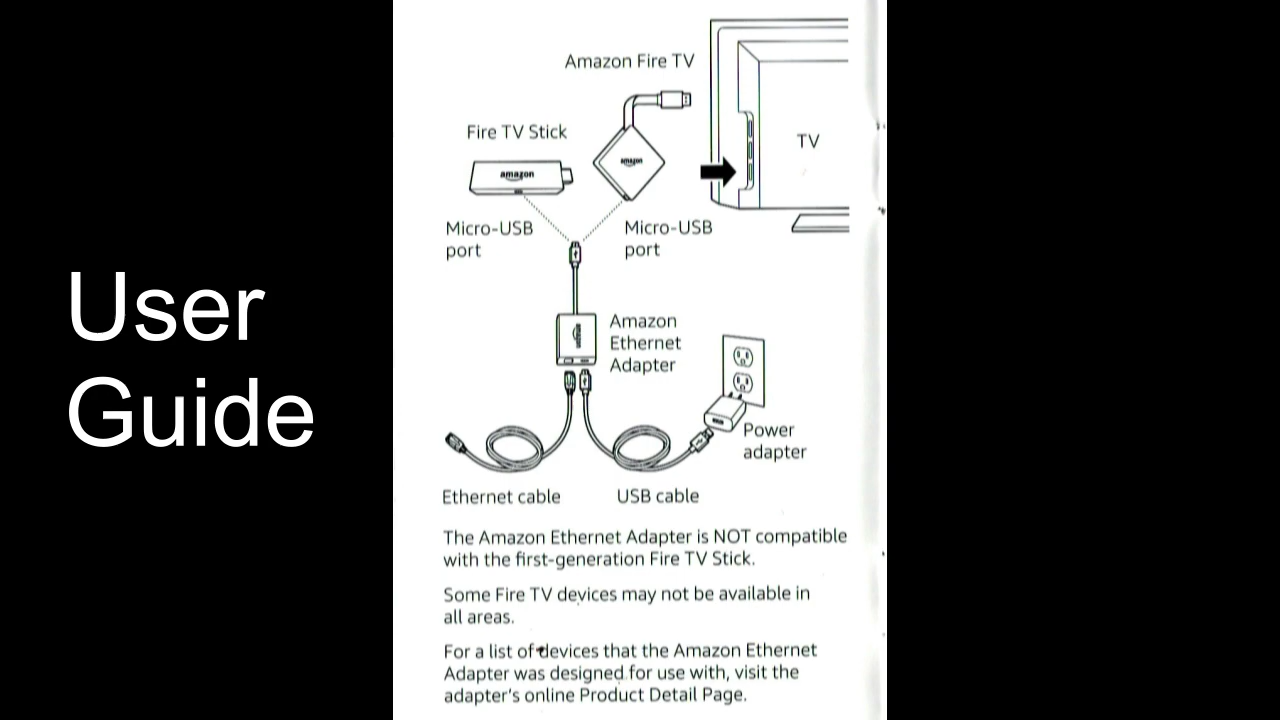 User
Guide
Amazon Fire TV
Fire TV Stick
amazon
amazon
TV
Micro-USB
port
Micro-USB
port
amazon
Amazon
Ethernet
Adapter
Power
adapter
Ethernet cable
USB cable
The Amazon Ethernet Adapter is NOT compatible
with the first-generation Fire TV Stick.
Some Fire TV devices may not be available in
all areas.
For a list of devices that the Amazon Ethernet
Adapter was designed for use with, visit the
adapter's online Product Detail Page.